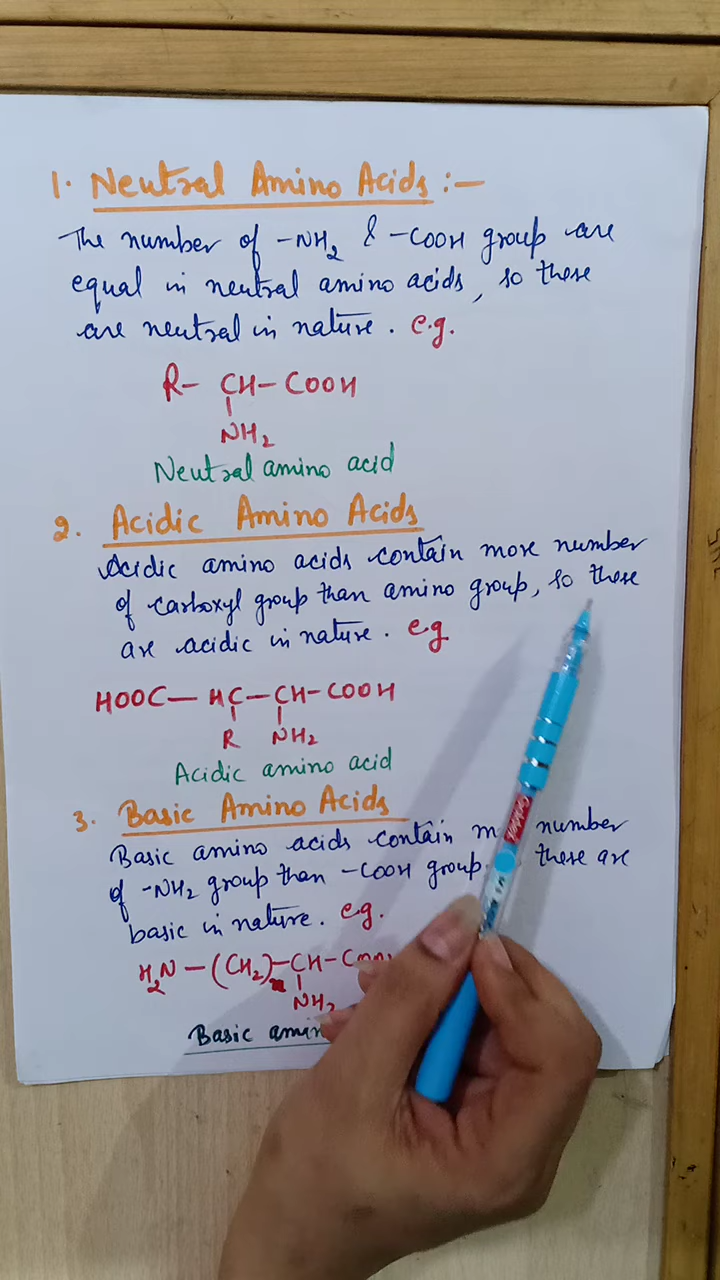 1. Neutral Amino Acids :-
The number of -NH2 & -COOH group are
equal in neutral amino acids, so these
are neutral in nature. e.g.
R- CH- COOH
NH2
Neutral amino acid
2. Acidic Amino Acids
Acidic amino acids contain more number
of carboxyl group than amino group, so these
are acidic in nature. e.g
HOOC- HC-CH-COOH
R NH2
Acidic amino acid
3. Basic Amino Acids
Basic amino acids contain number
of -NH2 group than -COOH group. these are
basic in nature. e.g.
H2N-(CH2)-CH-COOH
NH2
Basic